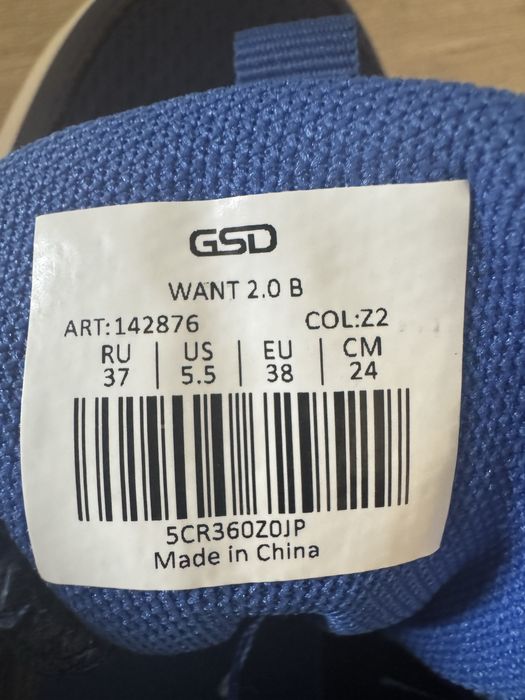 GSD
WANT 2.0 B
ART:142876 COL:Z2
RU | US | EU | CM
37 | 5.5 | 38 | 24
5CR360Z0JP
Made in China